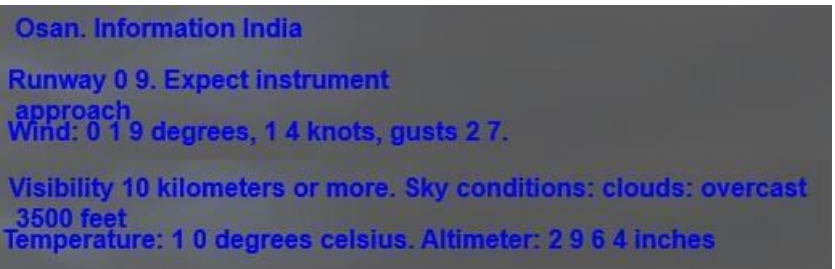 Osan. Information India
Runway 0 9. Expect instrument
approach
Wind: 0 1 9 degrees, 1 4 knots, gusts 2 7.
Visibility 10 kilometers or more. Sky conditions: clouds: overcast
3500 feet
Temperature: 1 0 degrees celsius. Altimeter: 2 9 6 4 inches